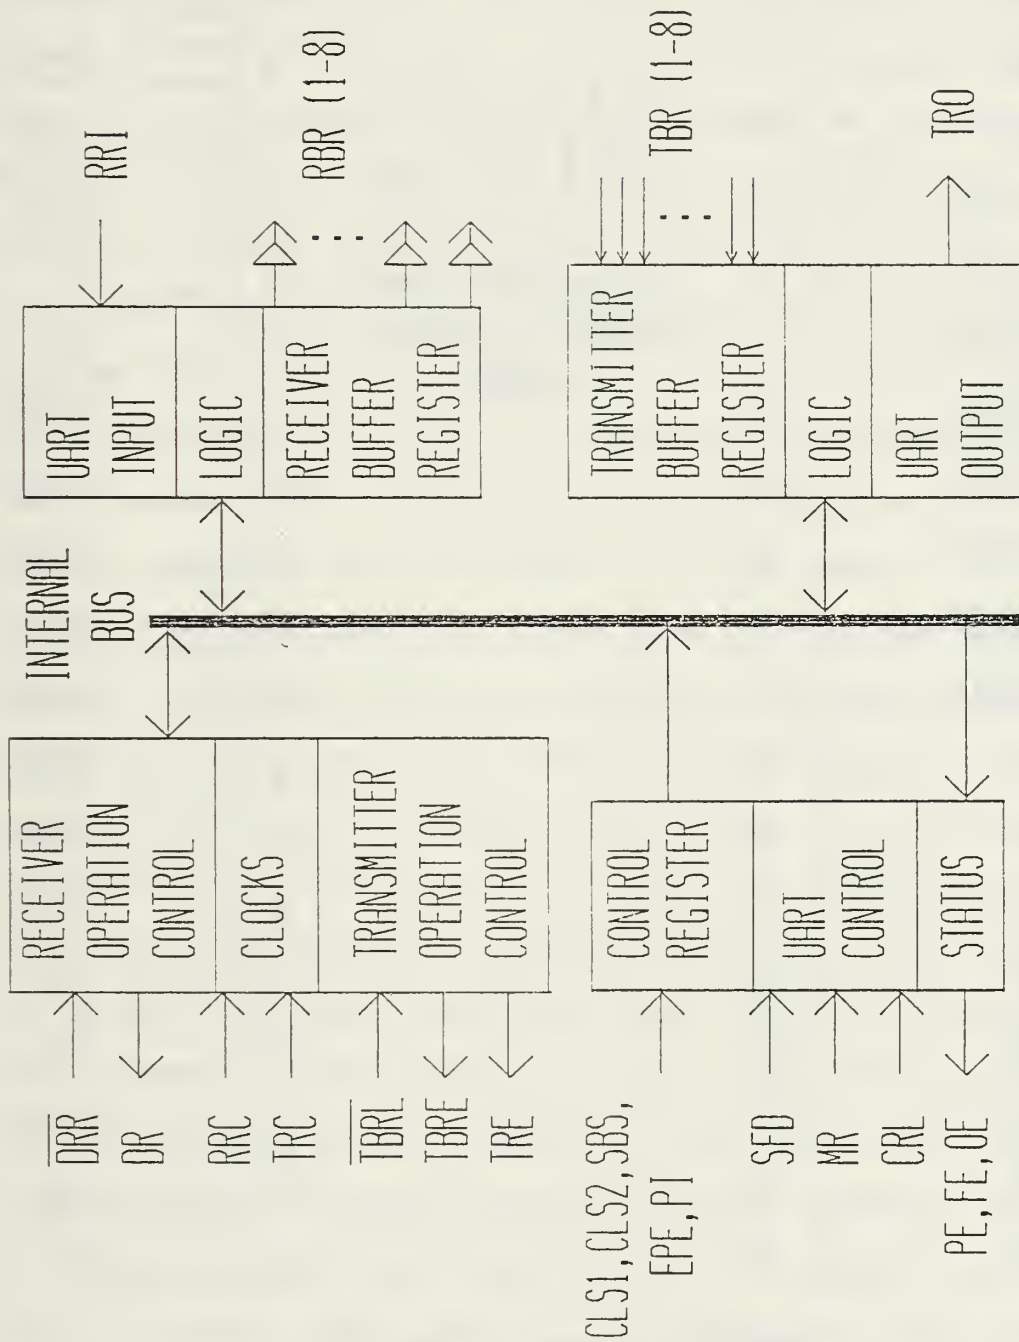 DRR
DR
RRC
TRC
TBRL
TBRE
TRE
RECEIVER
OPERATION
CONTROL
CLOCKS
TRANSMITTER
OPERATION
CONTROL
CLS1,CLS2,SBS,
EPE,PI
SFD
MR
CRL
PE,FE,OE
CONTROL
REGISTER
UART
CONTROL
STATUS
INTERNAL
BUS
UART
INPUT
LOGIC
RECEIVER
BUFFER
REGISTER
RRI
RBR (1-8)
TRANSMITTER
BUFFER
REGISTER
LOGIC
UART
OUTPUT
TBR (1-8)
TRO